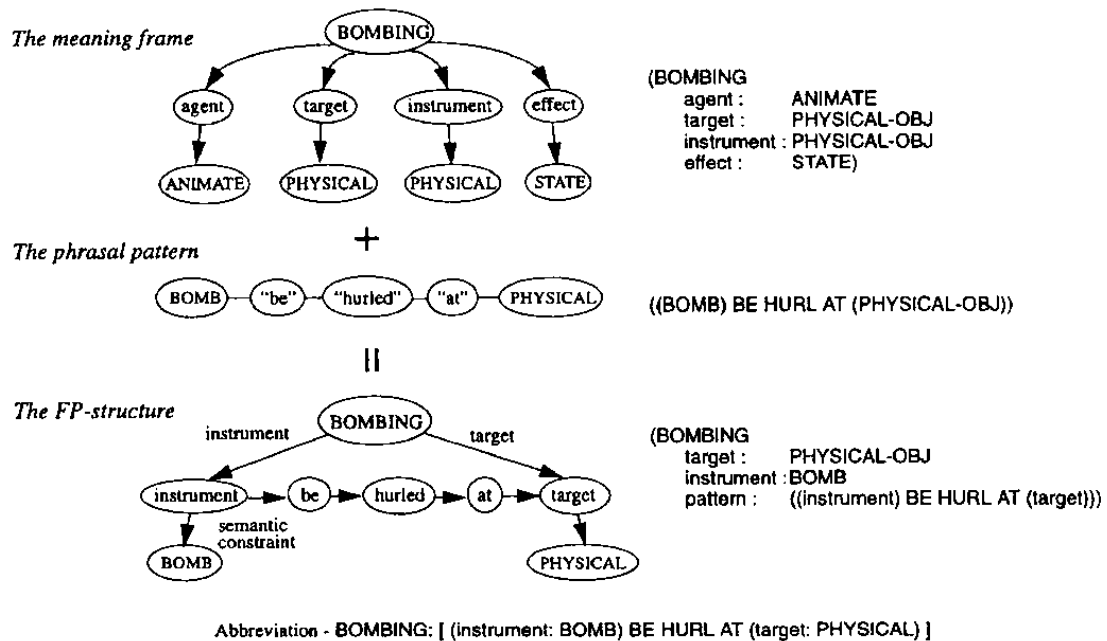 The meaning frame
BOMBING
agent target instrument effect
ANIMATE PHYSICAL PHYSICAL STATE
(BOMBING
agent : ANIMATE
target : PHYSICAL-OBJ
instrument : PHYSICAL-OBJ
effect : STATE)
+
The phrasal pattern
BOMB "be" "hurled" "at" PHYSICAL
((BOMB) BE HURL AT (PHYSICAL-OBJ))
=
The FP-structure
BOMBING
instrument target
instrument be hurled at target
semantic
constraint
BOMB PHYSICAL
(BOMBING
target : PHYSICAL-OBJ
instrument : BOMB
pattern : ((instrument) BE HURL AT (target)))
Abbreviation - BOMBING: [ (instrument: BOMB) BE HURL AT (target: PHYSICAL) ]